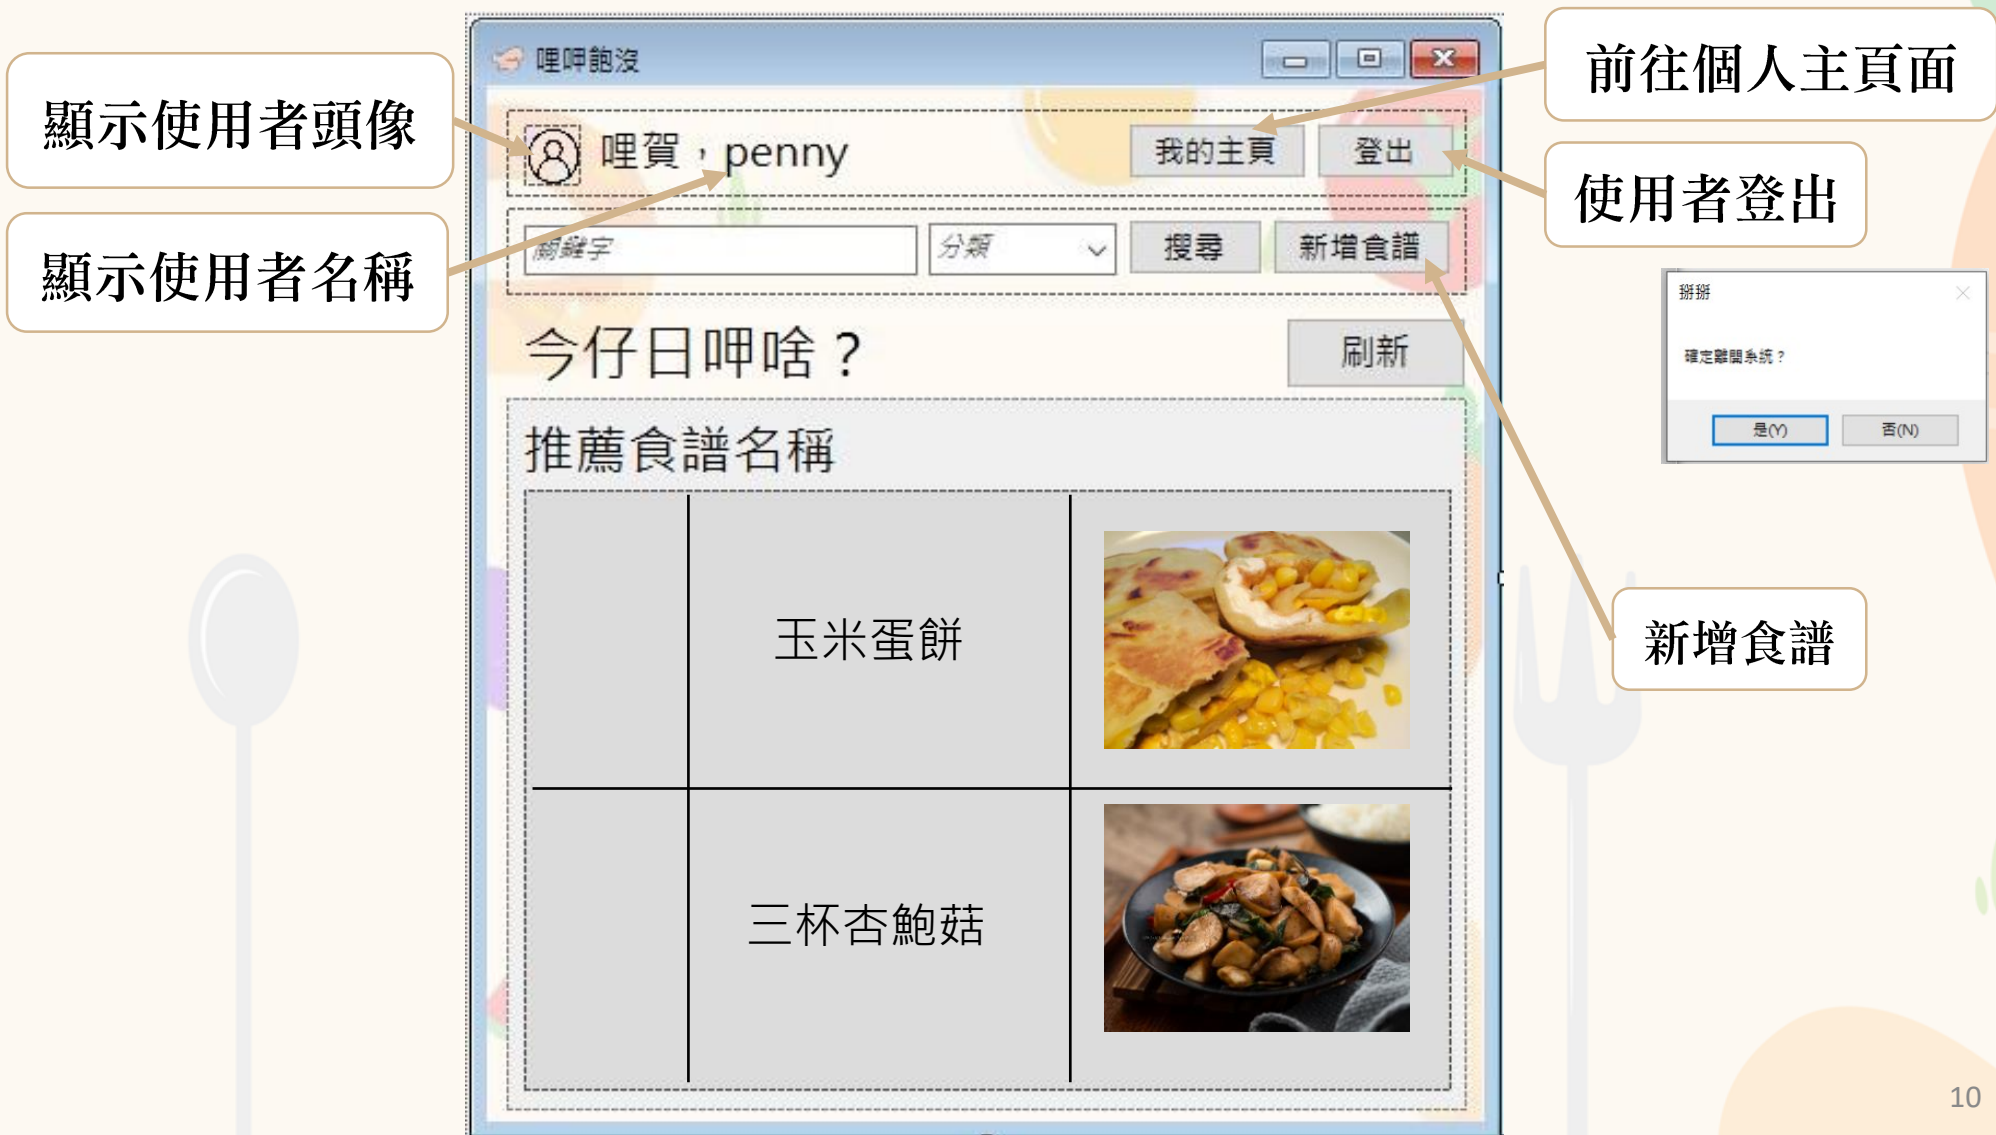 哩呷飽沒
前往個人主頁面
顯示使用者頭像
哩賀，penny
我的主頁
登出
使用者登出
顯示使用者名稱
關鍵字
分類
搜尋
新增食譜
掰掰
確定離開系統？
是(Y)
否(N)
今仔日呷啥？
刷新
推薦食譜名稱
玉米蛋餅
新增食譜
三杯杏鮑菇
10